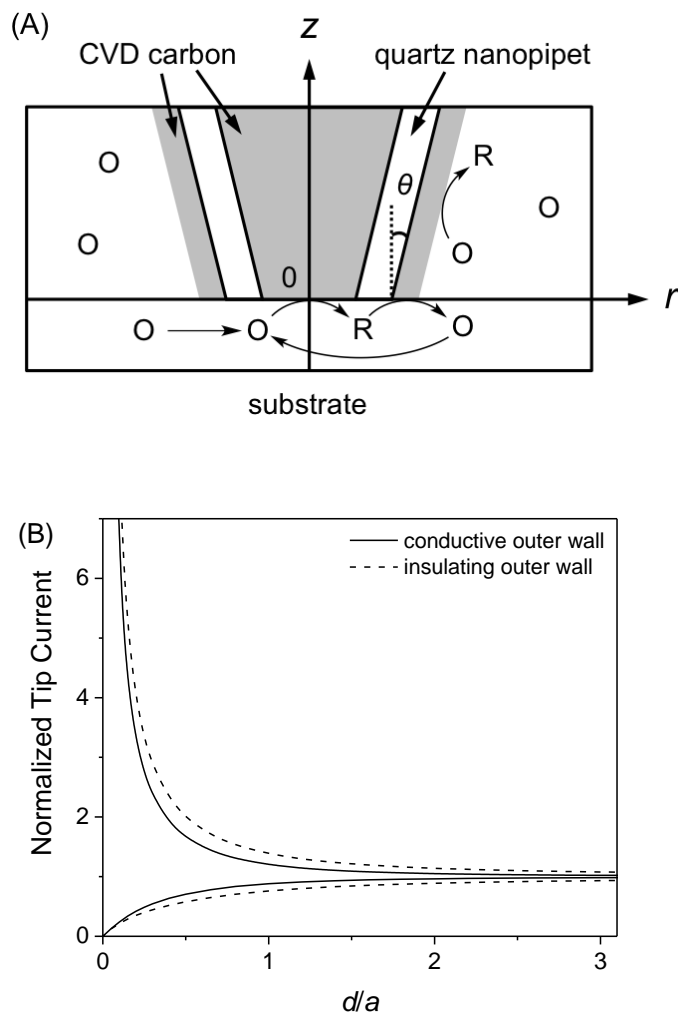 (A)
z
CVD carbon
quartz nanopipet
O
R
θ
O
O
O
0
r
O
O
R
O
substrate
(B)
conductive outer wall
insulating outer wall
Normalized Tip Current
6
4
2
0
0
1
2
3
d/a